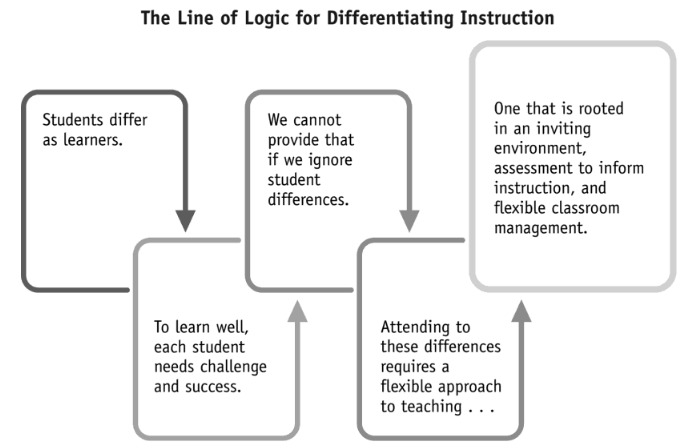 The Line of Logic for Differentiating Instruction
Students differ
as learners.
To learn well,
each student
needs challenge
and success.
We cannot
provide that
if we ignore
student
differences.
Attending to
these differences
requires a
flexible approach
to teaching . . .
One that is rooted
in an inviting
environment,
assessment to inform
instruction, and
flexible classroom
management.